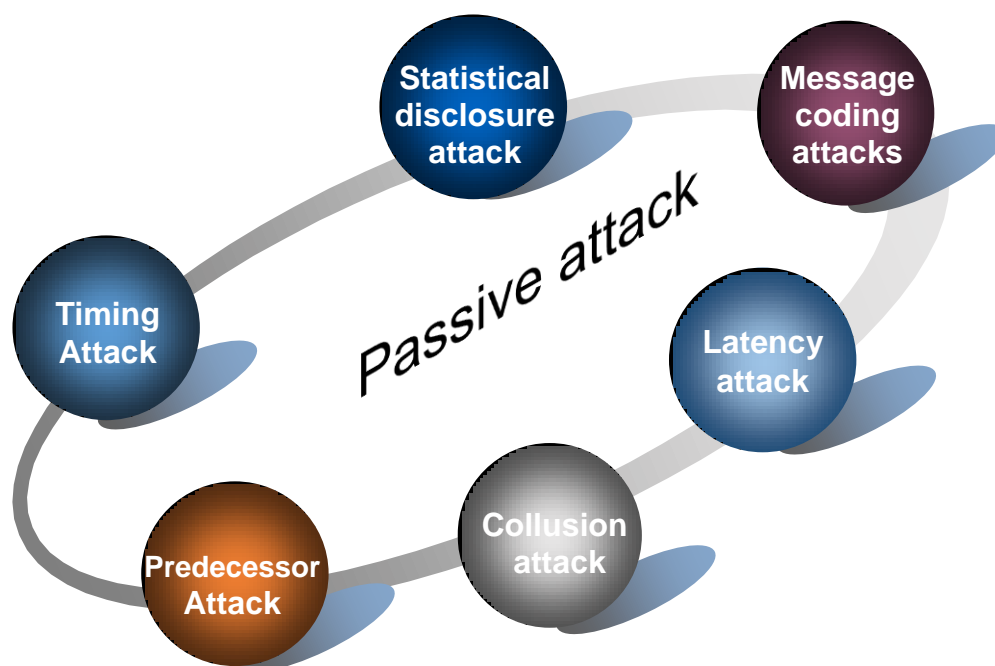 Statistical
disclosure
attack
Message
coding
attacks
Passive attack
Timing
Attack
Latency
attack
Collusion
attack
Predecessor
Attack